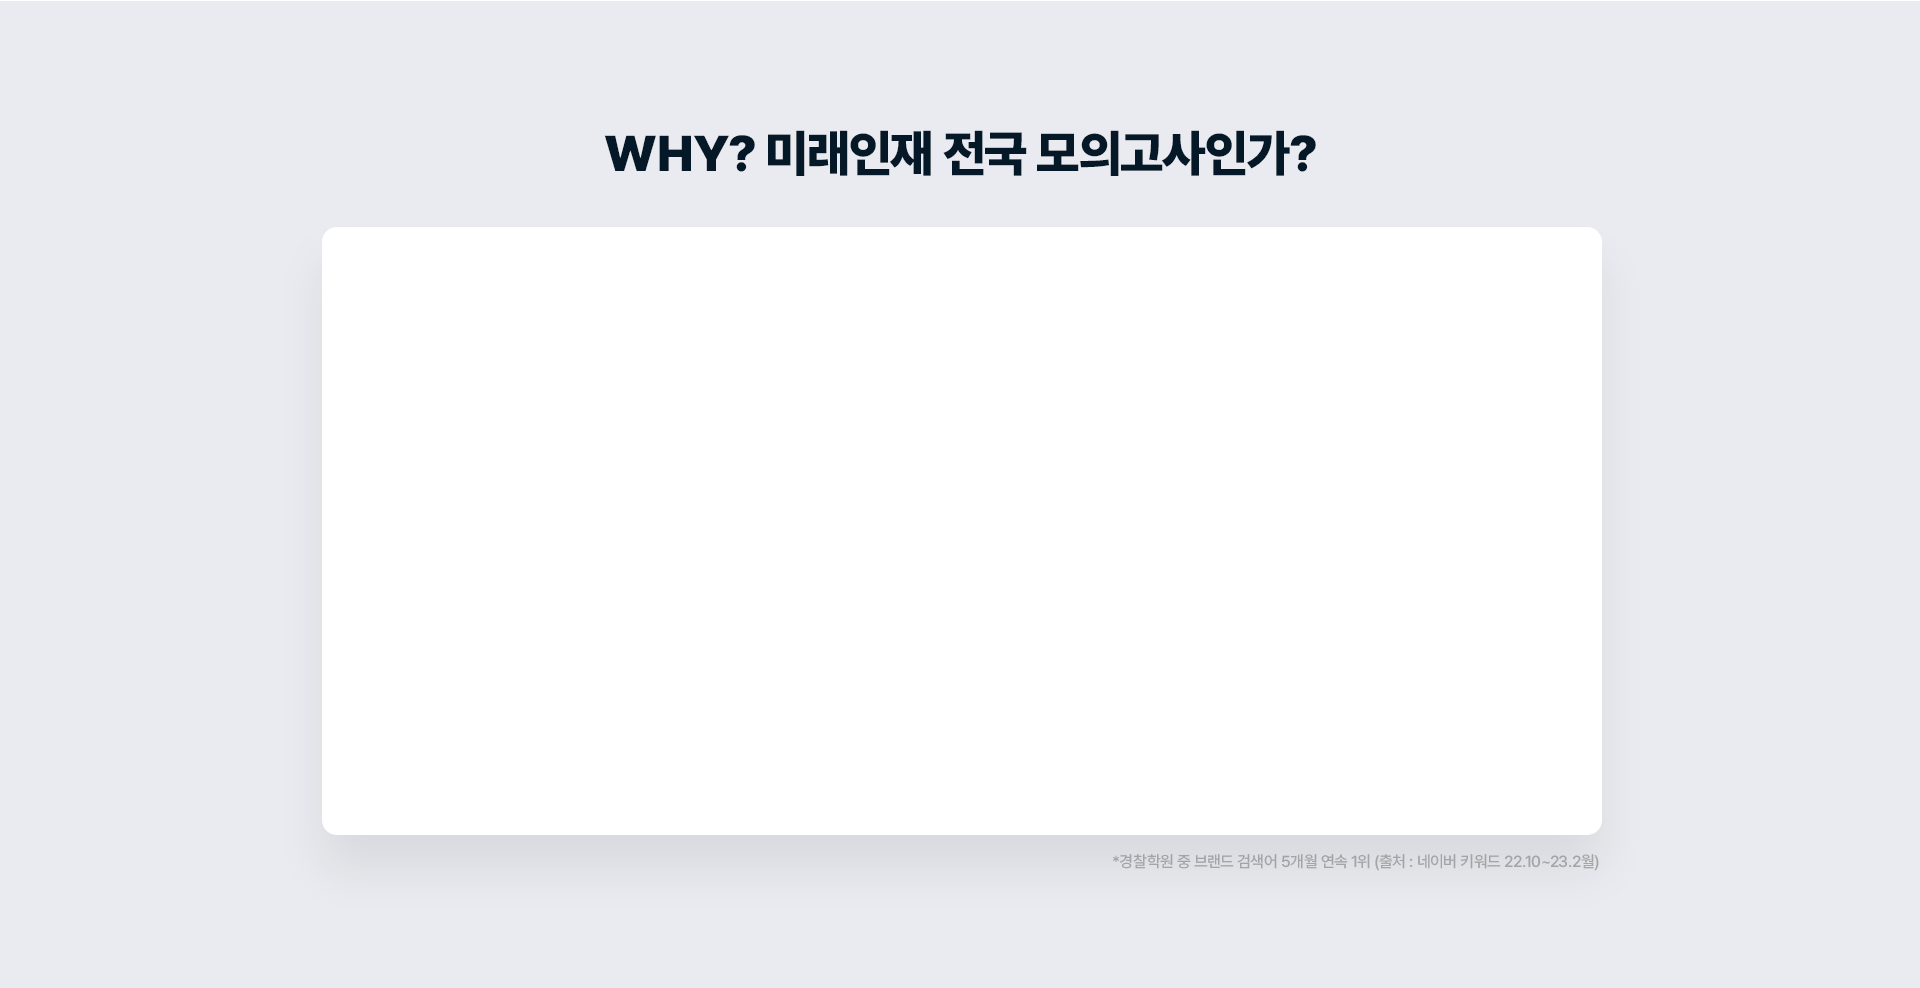 WHY? 미래인재 전국 모의고사인가?
*경찰학원 중 브랜드 검색어 5개월 연속 1위 (출처 : 네이버 키워드 22.10~23.2월)